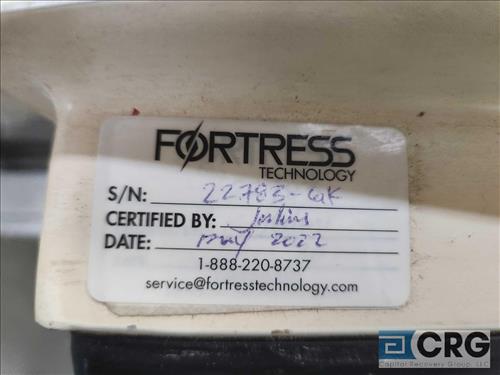 FORTRESS
TECHNOLOGY
S/N: 22783-GK
CERTIFIED BY:
DATE: May 2022
1-888-220-8737
service@fortresstechnology.com
CRG
Capital Recovery Group, LLC